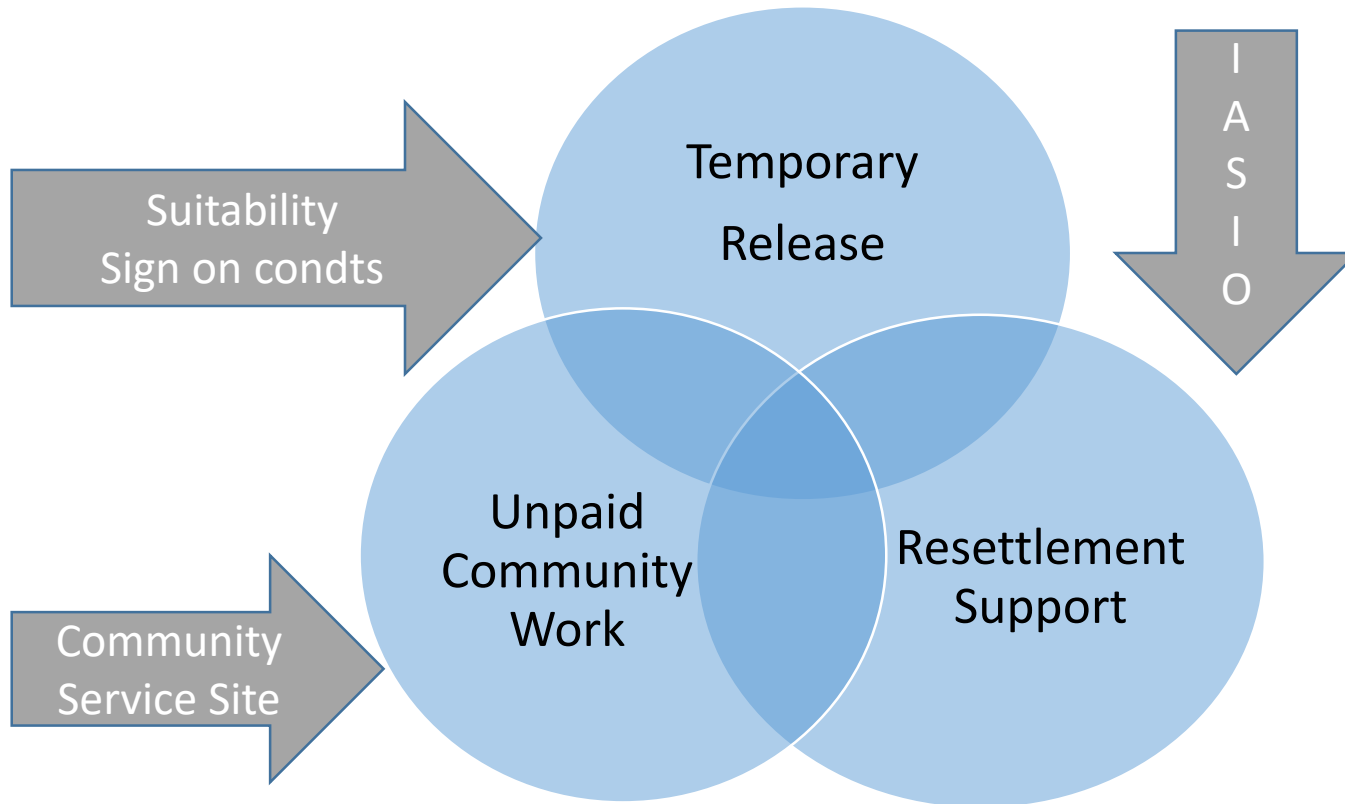 Temporary
Release
Suitability
Sign on condts
I
A
S
I
O
Unpaid
Community
Work
Resettlement
Support
Community
Service Site